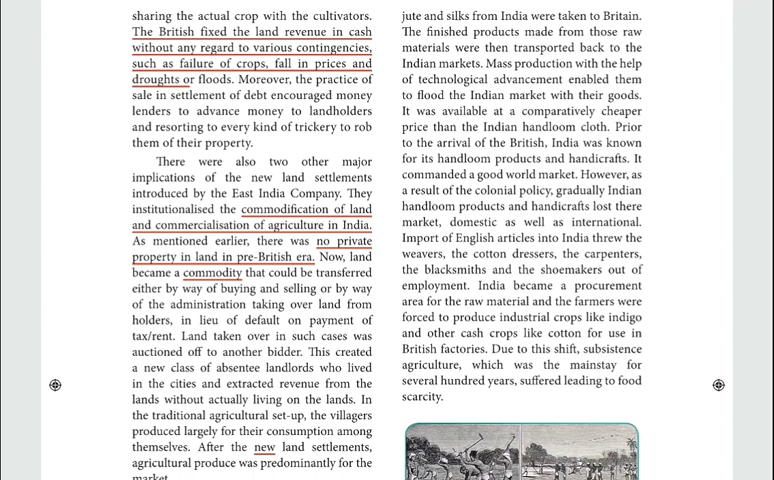 sharing the actual crop with the cultivators.
The British fixed the land revenue in cash
without any regard to various contingencies,
such as failure of crops, fall in prices and
droughts or floods. Moreover, the practice of
sale in settlement of debt encouraged money
lenders to advance money to landholders
and resorting to every kind of trickery to rob
them of their property.
There were also two other major
implications of the new land settlements
introduced by the East India Company. They
institutionalised the commodification of land
and commercialisation of agriculture in India.
As mentioned earlier, there was no private
property in land in pre-British era. Now, land
became a commodity that could be transferred
either by way of buying and selling or by way
of the administration taking over land from
holders, in lieu of default on payment of
tax/rent. Land taken over in such cases was
auctioned off to another bidder. This created
a new class of absentee landlords who lived
in the cities and extracted revenue from the
lands without actually living on the lands. In
the traditional agricultural set-up, the villagers
produced largely for their consumption among
themselves. After the new land settlements,
agricultural produce was predominantly for the
market.
jute and silks from India were taken to Britain.
The finished products made from those raw
materials were then transported back to the
Indian markets. Mass production with the help
of technological advancement enabled them
to flood the Indian market with their goods.
It was available at a comparatively cheaper
price than the Indian handloom cloth. Prior
to the arrival of the British, India was known
for its handloom products and handicrafts. It
commanded a good world market. However, as
a result of the colonial policy, gradually Indian
handloom products and handicrafts lost there
market, domestic as well as international.
Import of English articles into India threw the
weavers, the cotton dressers, the carpenters,
the blacksmiths and the shoemakers out of
employment. India became a procurement
area for the raw material and the farmers were
forced to produce industrial crops like indigo
and other cash crops like cotton for use in
British factories. Due to this shift, subsistence
agriculture, which was the mainstay for
several hundred years, suffered leading to food
scarcity.